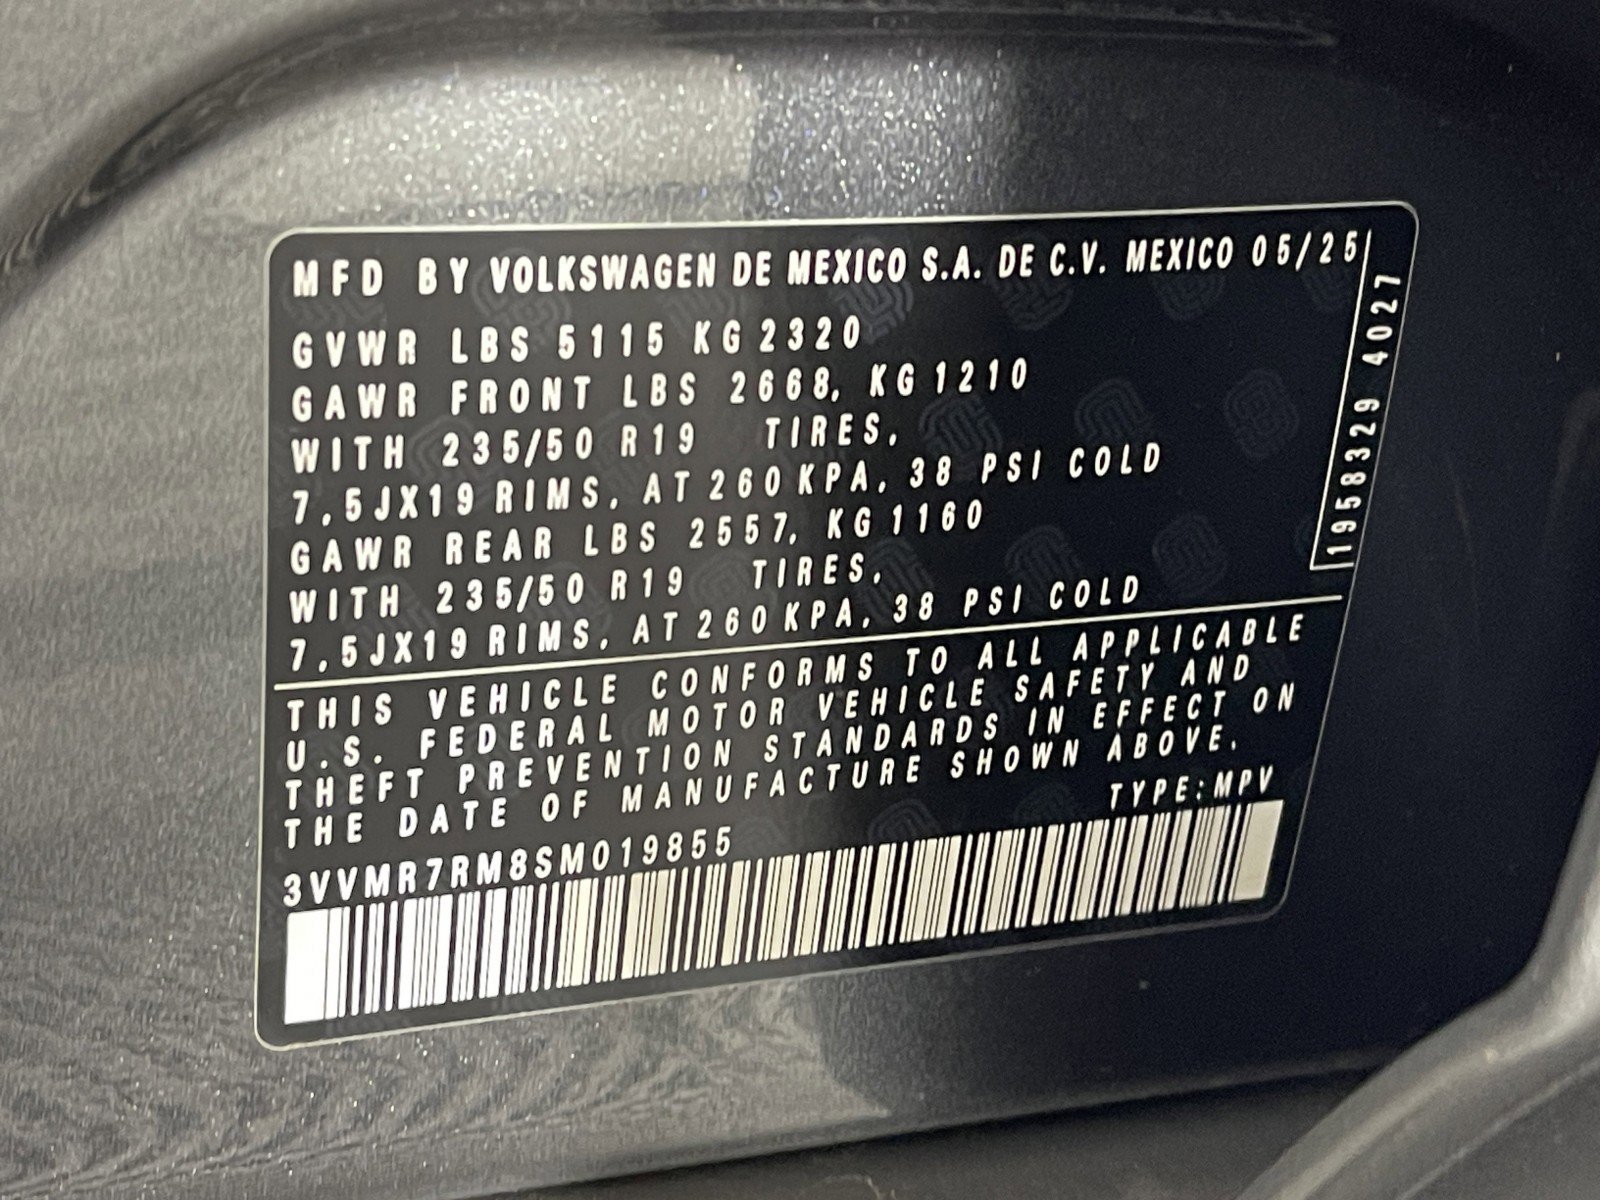 MFD BY VOLKSWAGEN DE MEXICO S.A. DE C.V. MEXICO 05/25
GVWR LBS 5115 KG 2320
GAWR FRONT LBS 2668, KG 1210
WITH 235/50 R19 TIRES,
7,5JX19 RIMS, AT 260 KPA, 38 PSI COLD
GAWR REAR LBS 2557, KG 1160
WITH 235/50 R19 TIRES,
7,5JX19 RIMS, AT 260 KPA, 38 PSI COLD
THIS VEHICLE CONFORMS TO ALL APPLICABLE
U.S. FEDERAL MOTOR VEHICLE SAFETY AND
THEFT PREVENTION STANDARDS IN EFFECT ON
THE DATE OF MANUFACTURE SHOWN ABOVE.
TYPE:MPV
3VVMR7RM8SM019855
1958329 4027